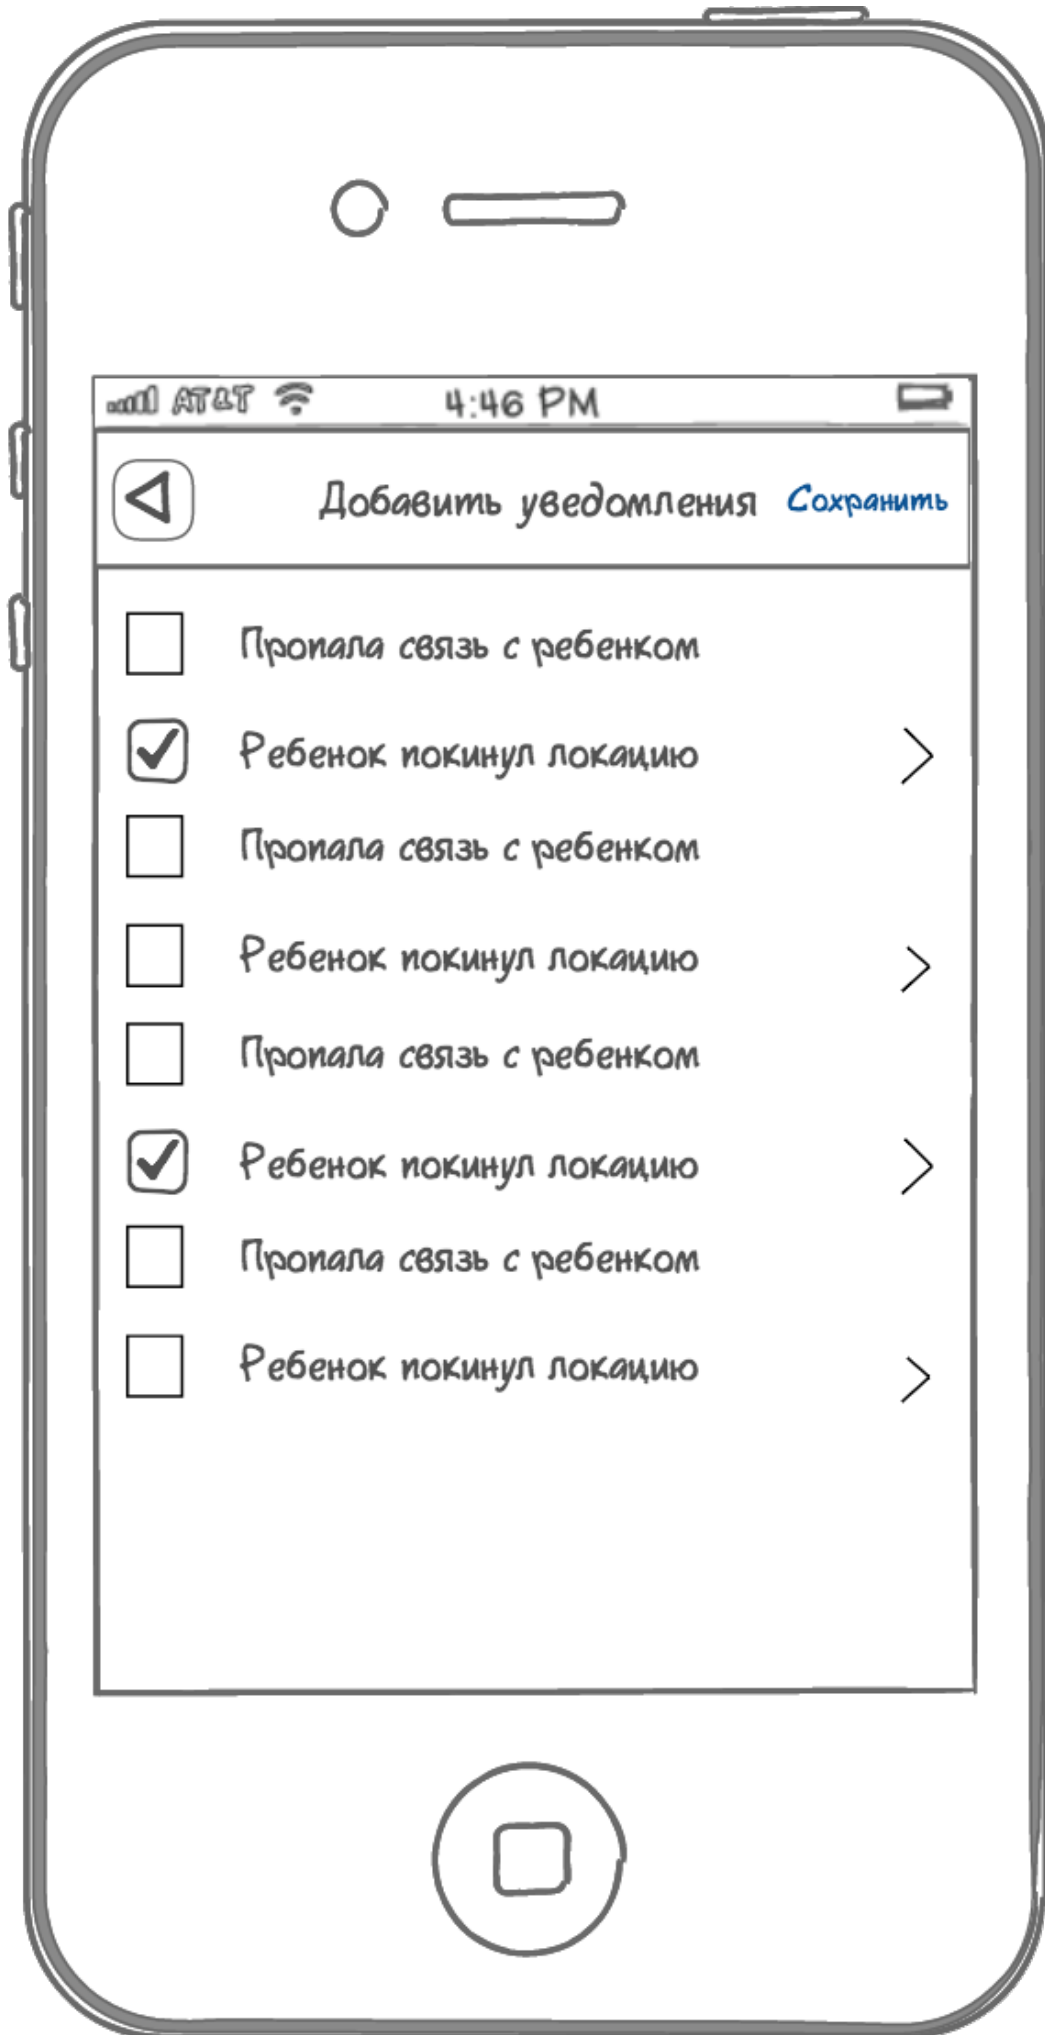 AT&T 4:46 PM
Добавить уведомления Сохранить
Пропала связь с ребенком
Ребенок покинул локацию
Пропала связь с ребенком
Ребенок покинул локацию
Пропала связь с ребенком
Ребенок покинул локацию
Пропала связь с ребенком
Ребенок покинул локацию